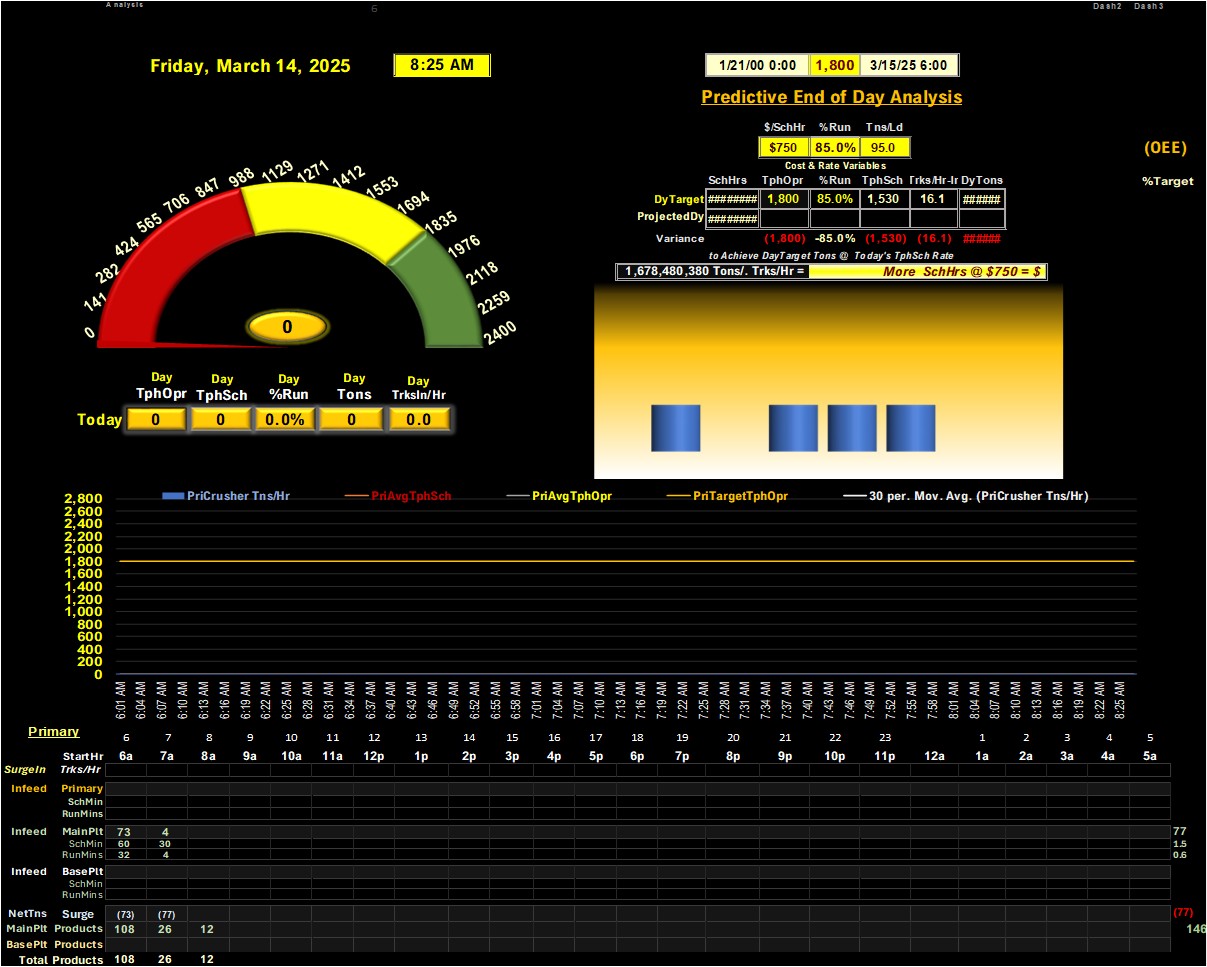 Analysis 6 Dash2 Dash3
Friday, March 14, 2025 8:25 AM 1/21/00 0:00 1,800 3/15/25 6:00
Predictive End of Day Analysis
$/SchHr %Run Tns/Ld
$750 85.0% 95.0 (OEE)
Cost & Rate Variables
SchHrs TphOpr %Run TphSch Trks/Hr-Ir DyTons %Target
DyTarget ######## 1,800 85.0% 1,530 16.1 ######
ProjectedDy ########
Variance (1,800) -85.0% (1,530) (16.1) ######
to Achieve DayTarget Tons @ Today's TphSch Rate
1,678,480,380 Tons/. Trks/Hr = More SchHrs @ $750 = $
0 141 282 424 565 706 847 988 1129 1271 1412 1553 1694 1835 1976 2118 2259 2400
0
Day Day Day Day Day
TphOpr TphSch %Run Tons TrksIn/Hr
Today 0 0 0.0% 0 0.0
PriCrusher Tns/Hr PriAvgTphSch PriAvgTphOpr PriTargetTphOpr 30 per. Mov. Avg. (PriCrusher Tns/Hr)
2,800
2,600
2,400
2,200
2,000
1,800
1,600
1,400
1,200
1,000
800
600
400
200
0
6:01 AM 6:04 AM 6:07 AM 6:10 AM 6:13 AM 6:16 AM 6:19 AM 6:22 AM 6:25 AM 6:28 AM 6:31 AM 6:34 AM 6:37 AM 6:40 AM 6:43 AM 6:46 AM 6:49 AM 6:52 AM 6:55 AM 6:58 AM 7:01 AM 7:04 AM 7:07 AM 7:10 AM 7:13 AM 7:16 AM 7:19 AM 7:22 AM 7:25 AM 7:28 AM 7:31 AM 7:34 AM 7:37 AM 7:40 AM 7:43 AM 7:46 AM 7:49 AM 7:52 AM 7:55 AM 7:58 AM 8:01 AM 8:04 AM 8:07 AM 8:10 AM 8:13 AM 8:16 AM 8:19 AM 8:22 AM 8:25 AM
Primary 6 7 8 9 10 11 12 13 14 15 16 17 18 19 20 21 22 23 1 2 3 4 5
StartHr 6a 7a 8a 9a 10a 11a 12p 1p 2p 3p 4p 5p 6p 7p 8p 9p 10p 11p 12a 1a 2a 3a 4a 5a
SurgeIn Trks/Hr
Infeed Primary
SchMin
RunMins
Infeed MainPlt 73 4 77
SchMin 60 30 1.5
RunMins 32 4 0.6
Infeed BasePlt
SchMin
RunMins
NetTns Surge (73) (77) (77)
MainPlt Products 108 26 12 146
BasePlt Products
Total Products 108 26 12